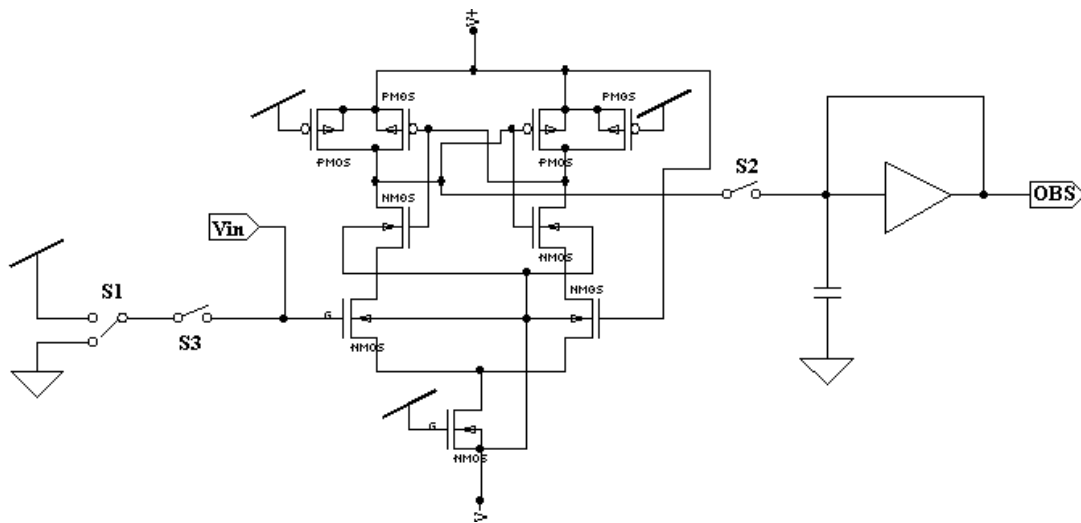 V+
PMOS PMOS
PMOS PMOS
NMOS
S2
OBS
Vin
NMOS
S1
NMOS
G
S3
NMOS
G
NMOS
V-